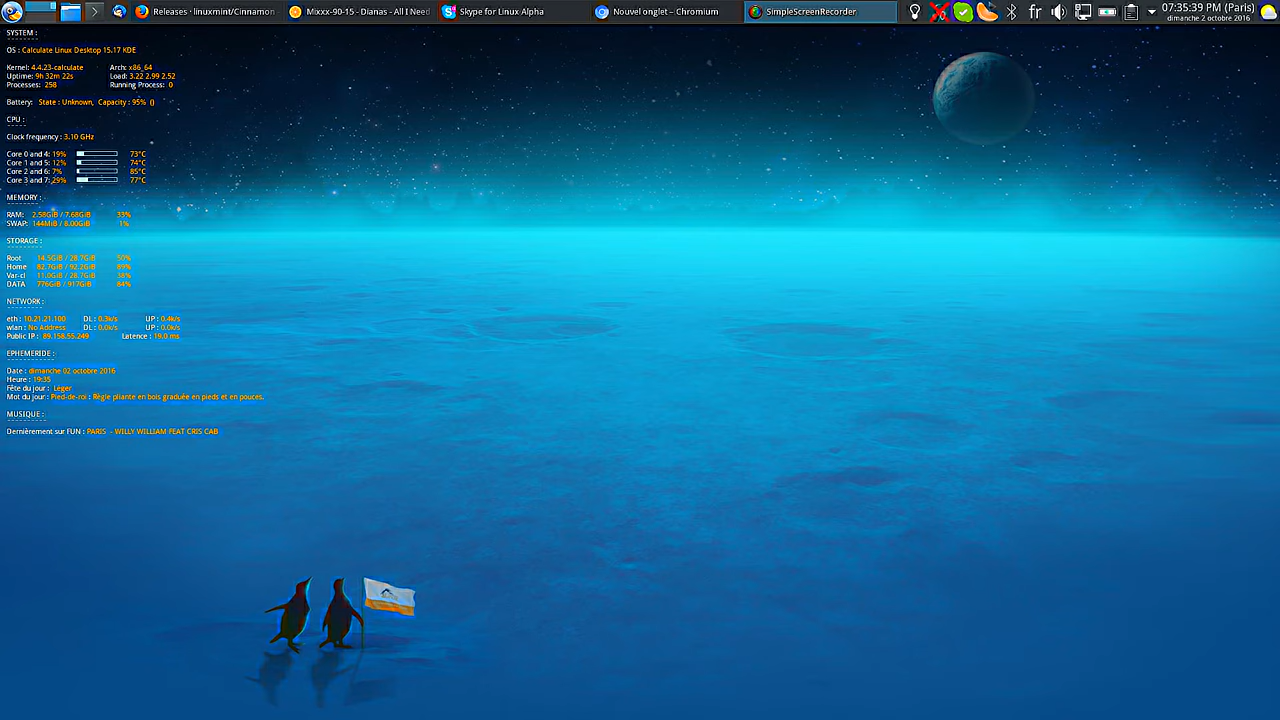 Releases · linuxmint/Cinnamon
Mixxx-90-15 - Dianas - All I Need
Skype for Linux Alpha
Nouvel onglet – Chromium
SimpleScreenRecorder
fr
07:35:39 PM (Paris)
dimanche 2 octobre 2016
SYSTEM :
OS : Calculate Linux Desktop 15.17 KDE
Kernel: 4.4.23-calculate Arch: x86_64
Uptime: 9h 32m 22s Load: 3.22 2.99 2.52
Processes: 258 Running Process: 0
Battery: State : Unknown, Capacity : 95% ()
CPU :
Clock frequency : 3.10 GHz
Core 0 and 4: 19% 73°C
Core 1 and 5: 12% 74°C
Core 2 and 6: 7% 85°C
Core 3 and 7: 29% 77°C
MEMORY :
RAM: 2.58GiB / 7.68GiB 33%
SWAP: 144MiB / 8.00GiB 1%
STORAGE :
Root 14.5GiB / 28.7GiB 50%
Home 82.7GiB / 92.2GiB 89%
Var-cl 11.0GiB / 28.7GiB 38%
DATA 776GiB / 917GiB 84%
NETWORK :
eth : 10.21.21.100 DL : 0.3k/s UP : 0.4k/s
wlan : No Address DL : 0.0k/s UP : 0.0k/s
Public IP : 89.158.55.249 Latence : 19.0 ms
EPHEMERIDE :
Date : dimanche 02 octobre 2016
Heure : 19:35
Fête du jour : Léger
Mot du jour : Pied-de-roi : Règle pliante en bois graduée en pieds et en pouces.
MUSIQUE :
Dernièrement sur FUN : PARIS - WILLY WILLIAM FEAT CRIS CAB